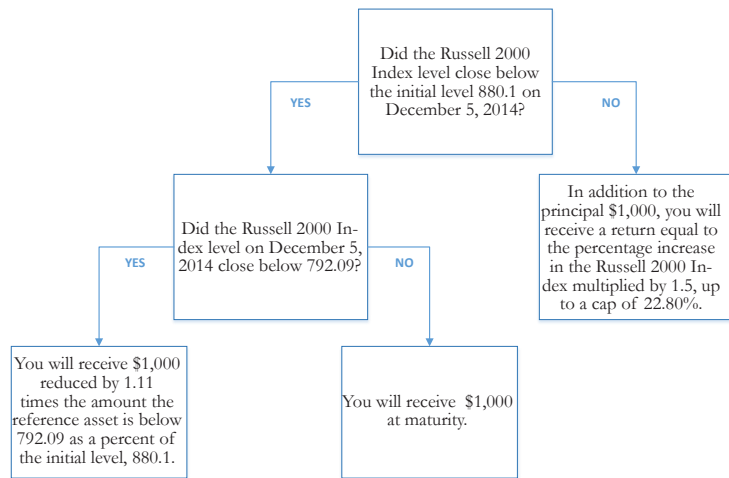 Did the Russell 2000
Index level close below
the initial level 880.1 on
December 5, 2014?
YES
NO
Did the Russell 2000 In-
dex level on December 5,
2014 close below 792.09?
In addition to the
principal $1,000, you will
receive a return equal to
the percentage increase
in the Russell 2000 In-
dex multiplied by 1.5, up
to a cap of 22.80%.
YES
NO
You will receive $1,000
reduced by 1.11
times the amount the
reference asset is below
792.09 as a percent of
the initial level, 880.1.
You will receive $1,000
at maturity.